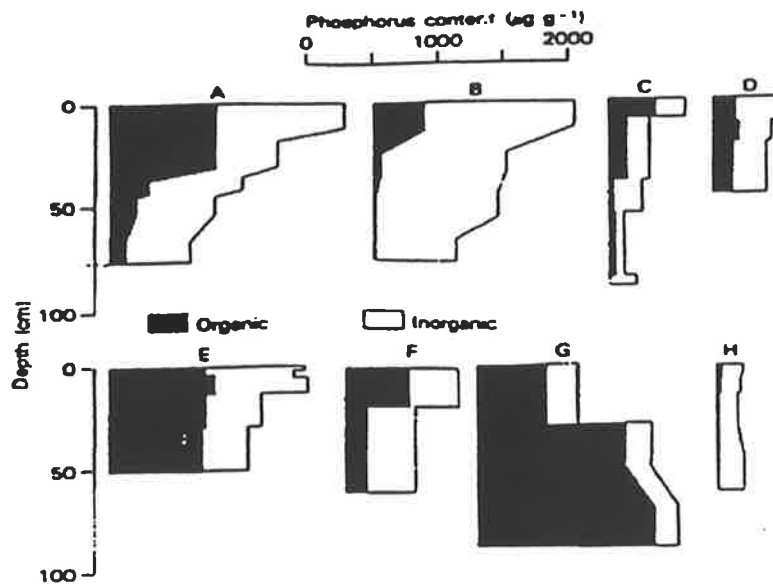 Phosphorus content (µg g⁻¹)
0 1000 2000
A B C D
0
50
100
Depth (cm)
Organic Inorganic
E F G H
0
50
100